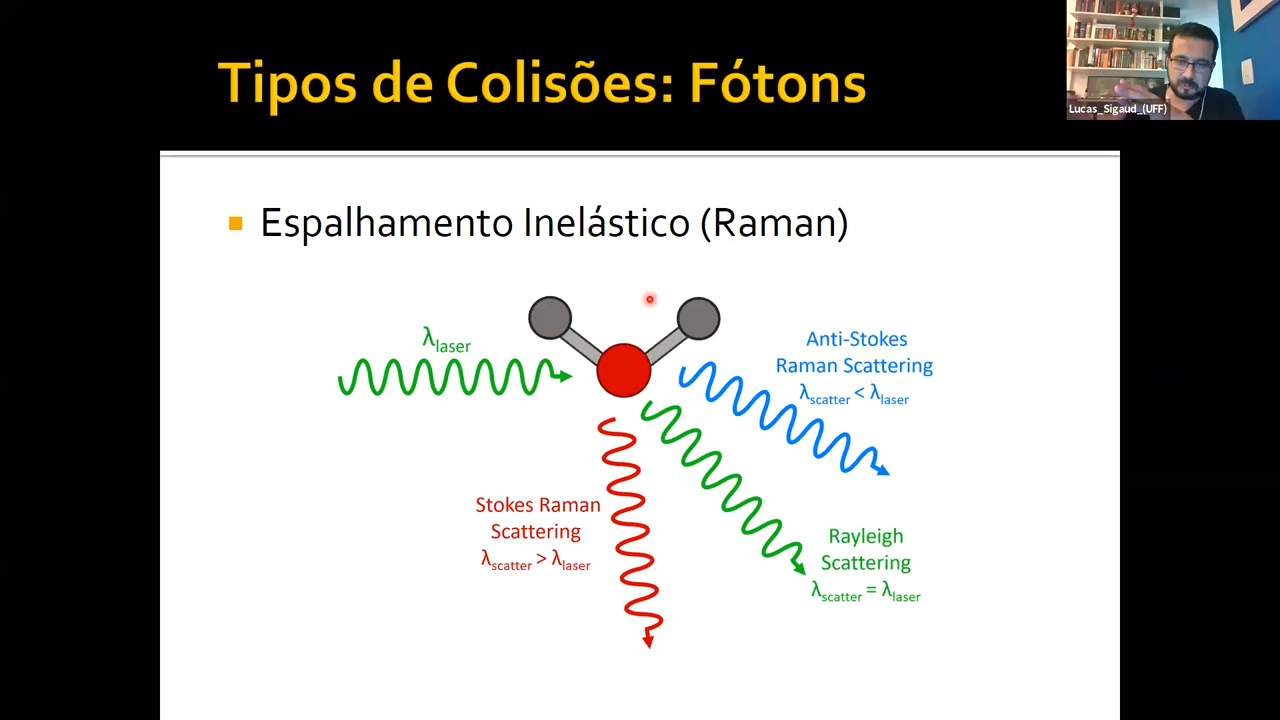 Tipos de Colisões: Fótons
Lucas_Sigaud_(UFF)
Espalhamento Inelástico (Raman)
λlaser
Anti-Stokes
Raman Scattering
λscatter < λlaser
Stokes Raman
Scattering
λscatter > λlaser
Rayleigh
Scattering
λscatter = λlaser